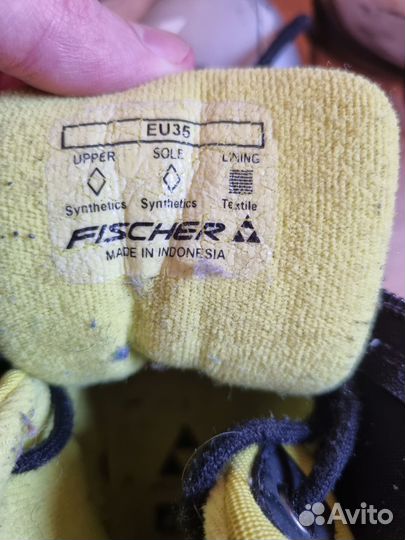 EU35
UPPER SOLE LINING
Synthetics Synthetics Textile
FISCHER
MADE IN INDONESIA
Avito